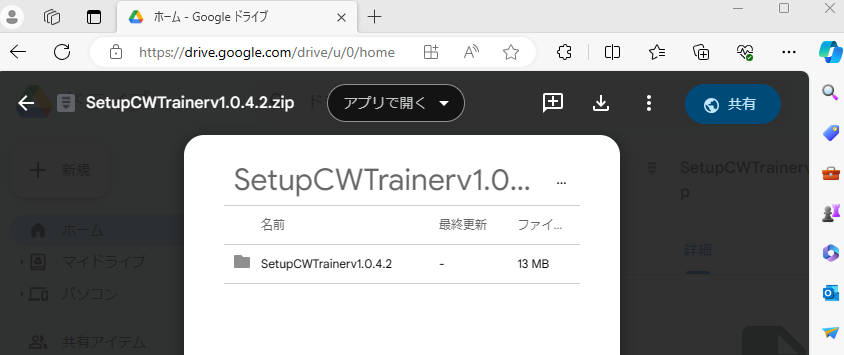 ホーム - Google ドライブ
https://drive.google.com/drive/u/0/home
SetupCWTrainerv1.0.4.2.zip
アプリで開く
共有
新規
SetupCWTrainerv1.0...
SetupCWTrainerv
p
名前
最終更新
ファイ...
ホーム
詳細
マイドライブ
SetupCWTrainerv1.0.4.2
-
13 MB
パソコン
共有アイテム